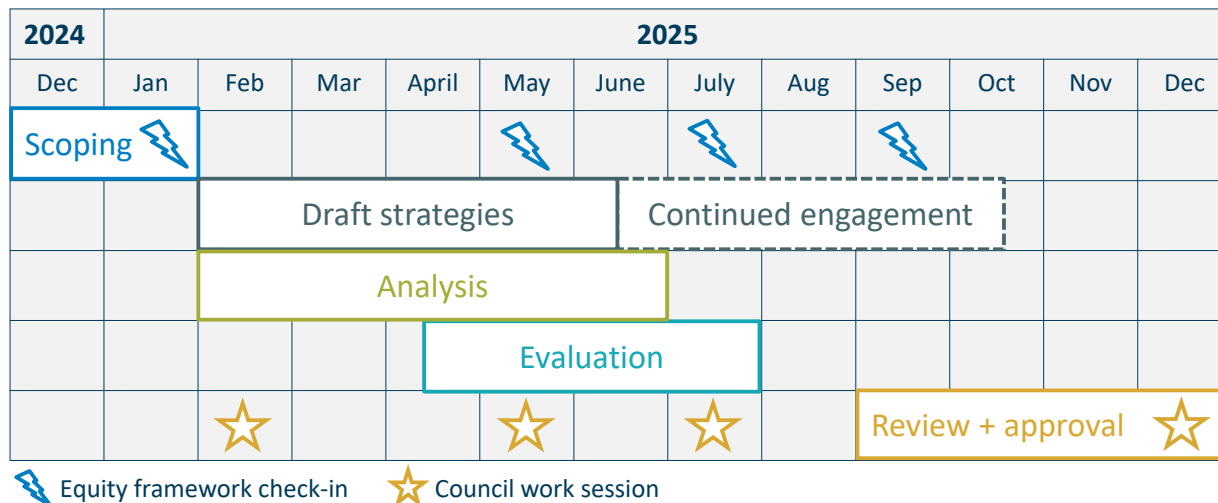 2024 2025
Dec Jan Feb Mar April May June July Aug Sep Oct Nov Dec
Scoping
Draft strategies Continued engagement
Analysis
Evaluation
Review + approval
Equity framework check-in Council work session